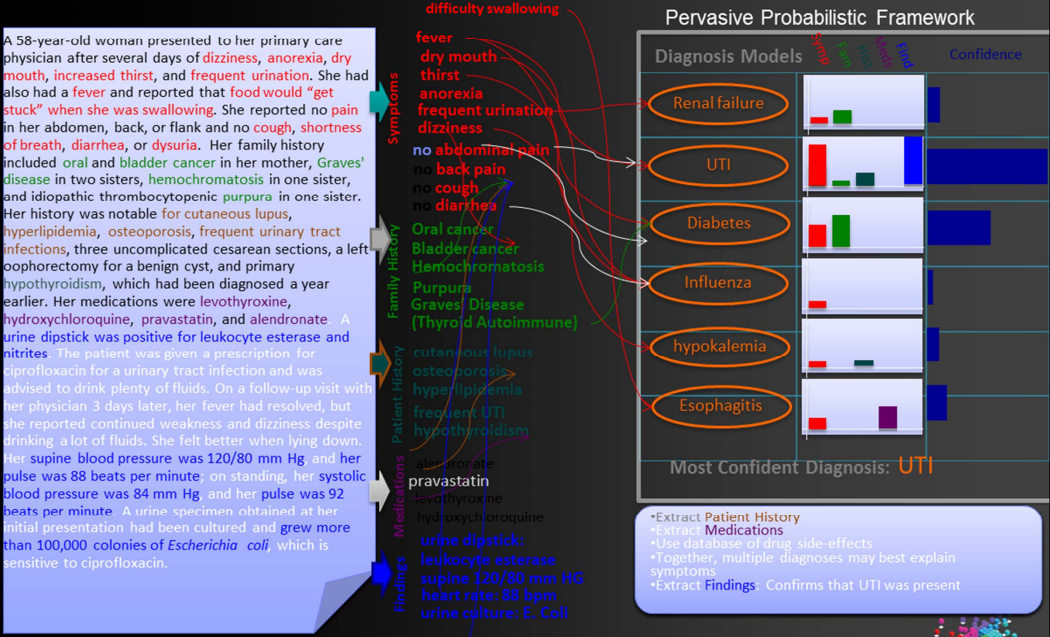 A 58-year-old woman presented to her primary care
physician after several days of dizziness, anorexia, dry
mouth, increased thirst, and frequent urination. She had
also had a fever and reported that food would “get
stuck” when she was swallowing. She reported no pain
in her abdomen, back, or flank and no cough, shortness
of breath, diarrhea, or dysuria. Her family history
included oral and bladder cancer in her mother, Graves'
disease in two sisters, hemochromatosis in one sister,
and idiopathic thrombocytopenic purpura in one sister.
Her history was notable for cutaneous lupus,
hyperlipidemia, osteoporosis, frequent urinary tract
infections, three uncomplicated cesarean sections, a left
oophorectomy for a benign cyst, and primary
hypothyroidism, which had been diagnosed a year
earlier. Her medications were levothyroxine,
hydroxychloroquine, pravastatin, and alendronate. A
urine dipstick was positive for leukocyte esterase and
nitrites. The patient was given a prescription for
ciprofloxacin for a urinary tract infection and was
advised to drink plenty of fluids. On a follow-up visit with
her physician 3 days later, her fever had resolved, but
she reported continued weakness and dizziness despite
drinking a lot of fluids. She felt better when lying down.
Her supine blood pressure was 120/80 mm Hg, and her
pulse was 88 beats per minute; on standing, her systolic
blood pressure was 84 mm Hg, and her pulse was 92
beats per minute. A urine specimen obtained at her
initial presentation had been cultured and grew more
than 100,000 colonies of Escherichia coli, which is
sensitive to ciprofloxacin.
Symptoms
difficulty swallowing
fever
dry mouth
thirst
anorexia
frequent urination
dizziness
no abdominal pain
no back pain
no cough
no diarrhea
Family History
Oral cancer
Bladder cancer
Hemochromatosis
Purpura
Graves' Disease
(Thyroid Autoimmune)
Patient History
cutaneous lupus
osteoporosis
hyperlipidemia
frequent UTI
hypothyroidism
Medications
alendronate
pravastatin
levothyroxine
hydroxychloroquine
Findings
urine dipstick:
leukocyte esterase
supine 120/80 mm HG
heart rate: 88 bpm
urine culture: E. Coli
Pervasive Probabilistic Framework
Diagnosis Models
Symp
Fam
Hist
Meds
Find
Confidence
Renal failure
UTI
Diabetes
Influenza
hypokalemia
Esophagitis
Most Confident Diagnosis: UTI
•Extract Patient History
•Extract Medications
•Use database of drug side-effects
•Together, multiple diagnoses may best explain
symptoms
•Extract Findings: Confirms that UTI was present